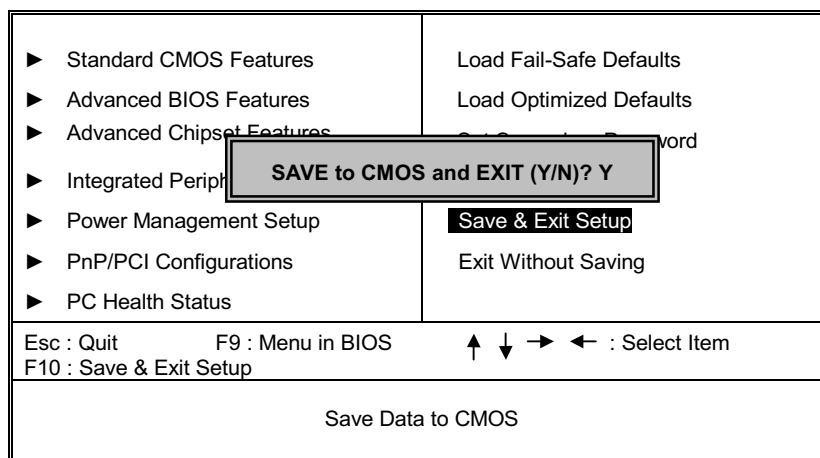 ► Standard CMOS Features
Load Fail-Safe Defaults
► Advanced BIOS Features
Load Optimized Defaults
► Advanced Chipset Features
SAVE to CMOS and EXIT (Y/N)? Y
► Integrated
► Power Management Setup
Save & Exit Setup
► PnP/PCI Configurations
Exit Without Saving
► PC Health Status
Esc : Quit F9 : Menu in BIOS ↑ ↓ → ← : Select Item
F10 : Save & Exit Setup
Save Data to CMOS